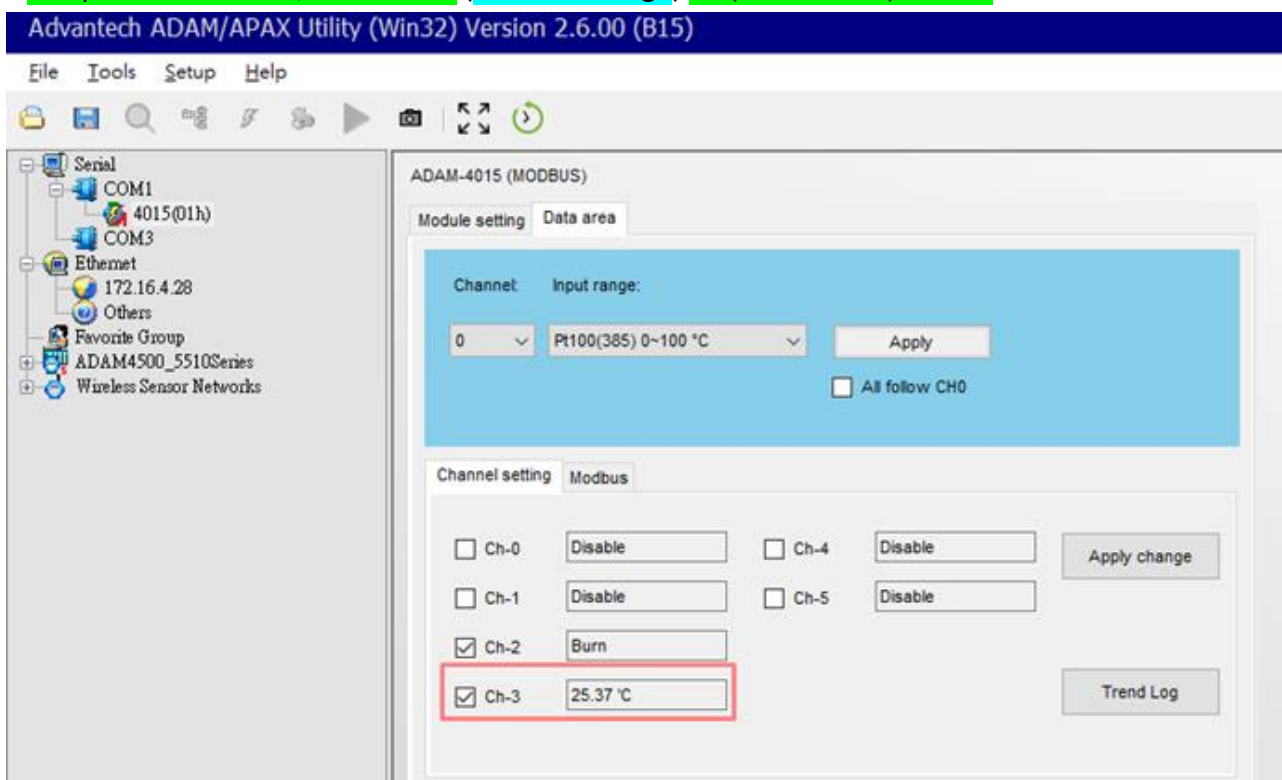 Advantech ADAM/APAX Utility (Win32) Version 2.6.00 (B15)
File Tools Setup Help
Serial
COM1
4015(01h)
COM3
Ethernet
172.16.4.28
Others
Favorite Group
ADAM4500_5510Series
Wireless Sensor Networks
ADAM-4015 (MODBUS)
Module setting Data area
Channel: Input range:
0 Pt100(385) 0~100 °C Apply
All follow CH0
Channel setting Modbus
Ch-0 Disable Ch-4 Disable Apply change
Ch-1 Disable Ch-5 Disable
Ch-2 Burn
Ch-3 25.37 'C Trend Log